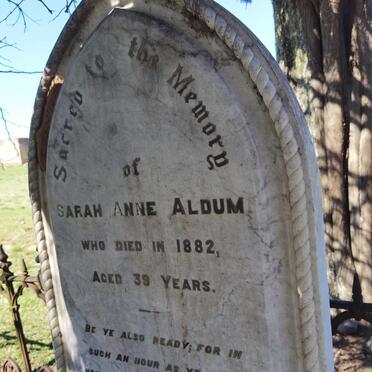 Sacred to the Memory
of
SARAH ANNE ALDUM
WHO DIED IN 1882,
AGED 39 YEARS.
BE YE ALSO READY; FOR IN
SUCH AN HOUR AS YE